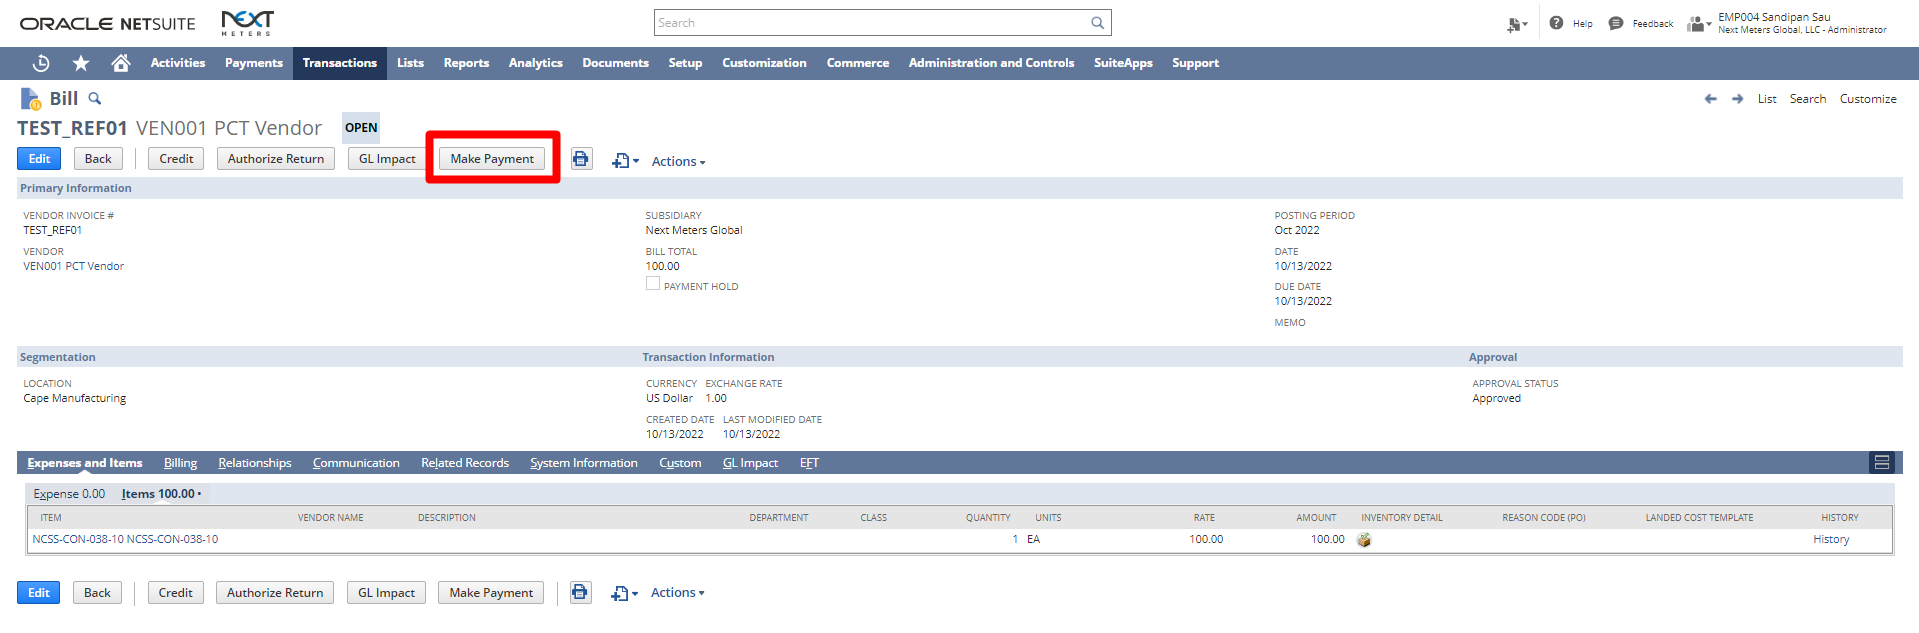 ORACLE NETSUITE NEXT METERS Search Help Feedback EMP004 Sandipan Sau
Next Meters Global, LLC - Administrator
Activities Payments Transactions Lists Reports Analytics Documents Setup Customization Commerce Administration and Controls SuiteApps Support
Bill List Search Customize
TEST_REF01 VEN001 PCT Vendor OPEN
Edit Back Credit Authorize Return GL Impact Make Payment Actions
Primary Information
VENDOR INVOICE # SUBSIDIARY POSTING PERIOD
TEST_REF01 Next Meters Global Oct 2022
VENDOR BILL TOTAL DATE
VEN001 PCT Vendor 100.00 10/13/2022
PAYMENT HOLD DUE DATE
10/13/2022
MEMO
Segmentation Transaction Information Approval
LOCATION CURRENCY EXCHANGE RATE APPROVAL STATUS
Cape Manufacturing US Dollar 1.00 Approved
CREATED DATE LAST MODIFIED DATE
10/13/2022 10/13/2022
Expenses and Items Billing Relationships Communication Related Records System Information Custom GL Impact EFT
Expense 0.00 Items 100.00 •
ITEM VENDOR NAME DESCRIPTION DEPARTMENT CLASS QUANTITY UNITS RATE AMOUNT INVENTORY DETAIL REASON CODE (PO) LANDED COST TEMPLATE HISTORY
NCSS-CON-038-10 NCSS-CON-038-10 1 EA 100.00 100.00 History
Edit Back Credit Authorize Return GL Impact Make Payment Actions